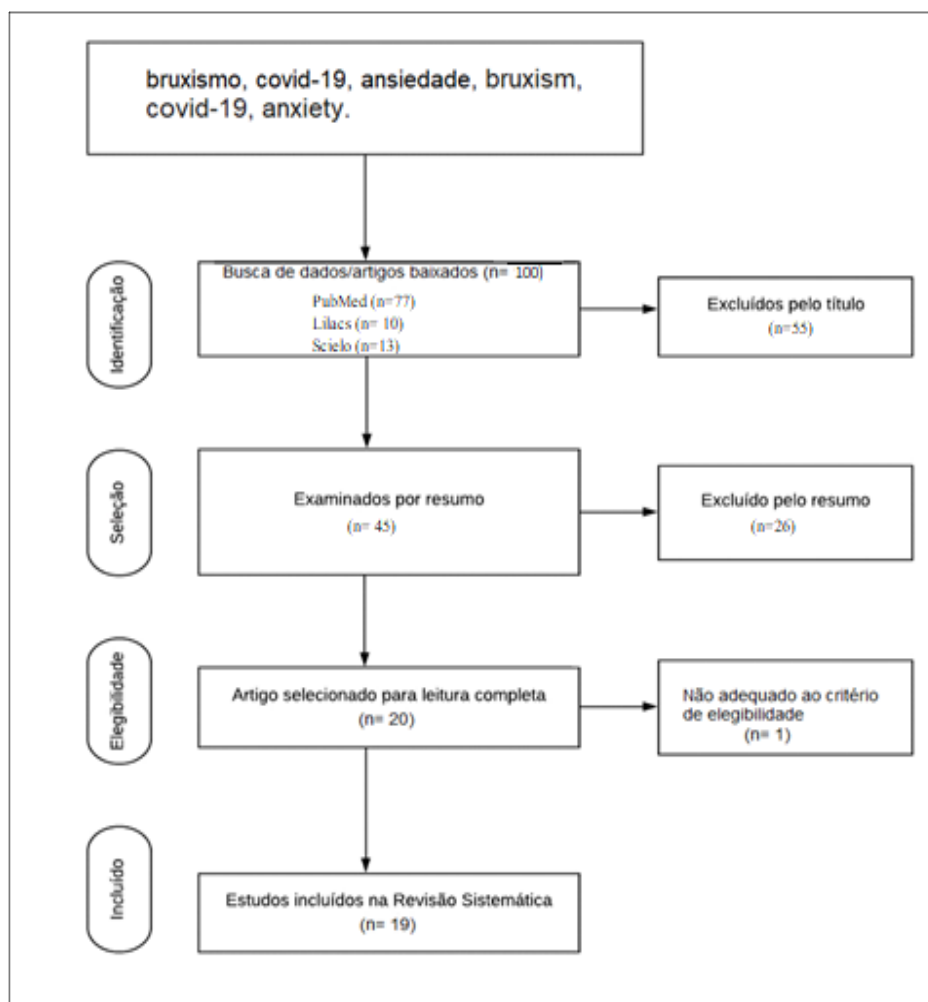 bruxismo, covid-19, ansiedade, bruxism,
covid-19, anxiety.
Identificação
Busca de dados/artigos baixados (n= 100)
PubMed (n=77)
Lilacs (n= 10)
Scielo (n=13)
Excluídos pelo título
(n=55)
Seleção
Examinados por resumo
(n= 45)
Excluído pelo resumo
(n=26)
Elegibilidade
Artigo selecionado para leitura completa
(n= 20)
Não adequado ao critério
de elegibilidade
(n= 1)
Incluído
Estudos incluídos na Revisão Sistemática
(n= 19)